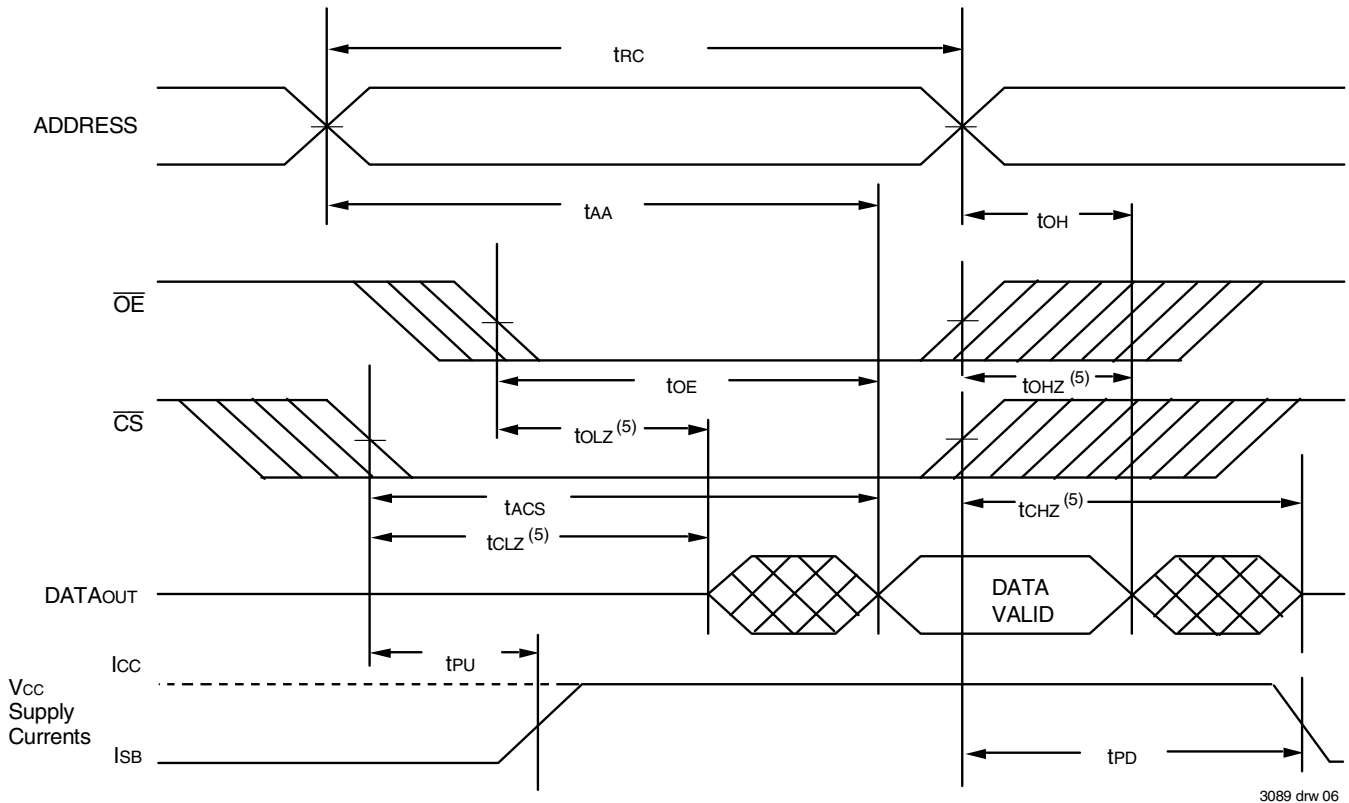 tRC
ADDRESS
tAA
tOH
OE
tOE
tOHZ (5)
CS
tOLZ (5)
tACS
tCHZ (5)
tCLZ (5)
DATAOUT
DATA
VALID
ICC
tPU
VCC
Supply
Currents
ISB
tPD
3089 drw 06